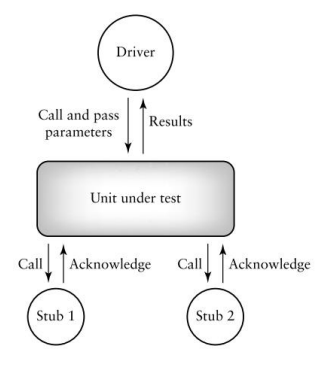 Driver
Call and pass
parameters
Results
Unit under test
Call
Acknowledge
Call
Acknowledge
Stub 1
Stub 2